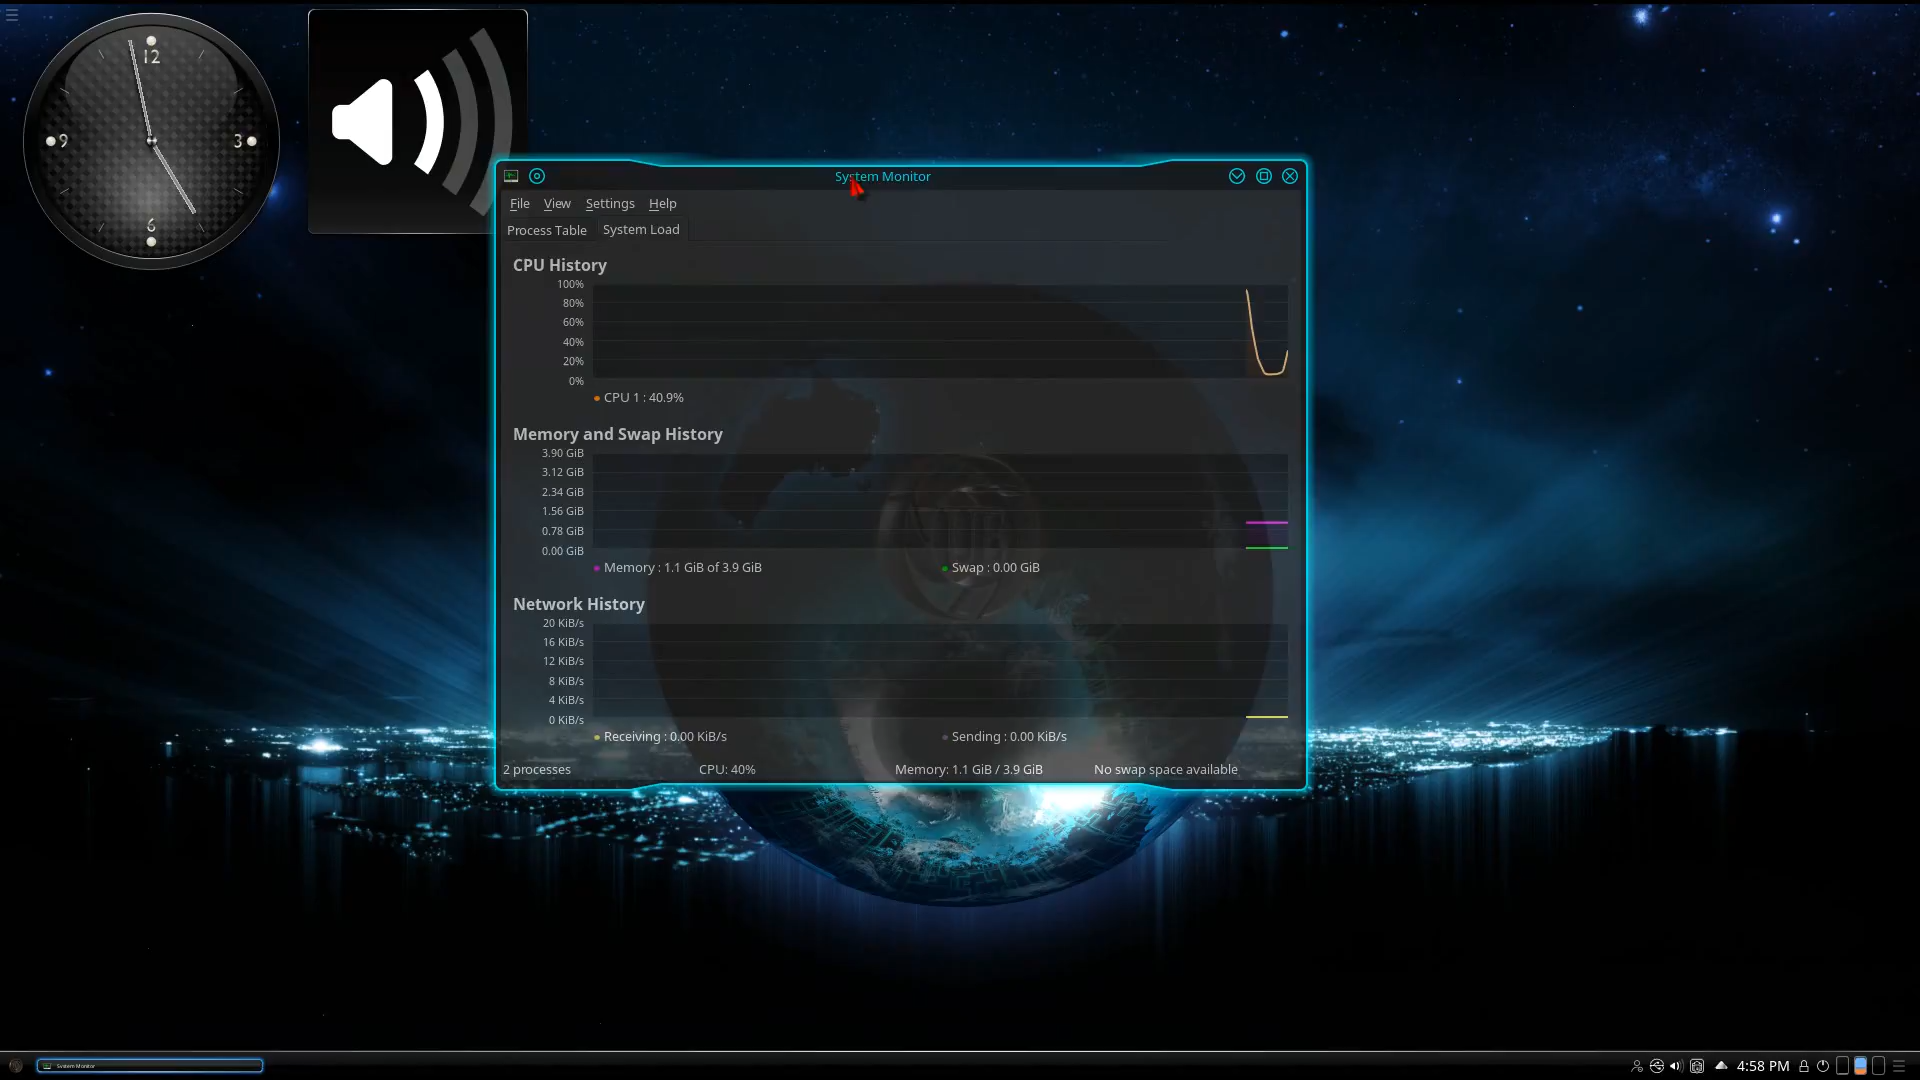 12
9
3
6
System Monitor
File View Settings Help
Process Table System Load
CPU History
100%
80%
60%
40%
20%
0%
CPU 1 : 40.9%
Memory and Swap History
3.90 GiB
3.12 GiB
2.34 GiB
1.56 GiB
0.78 GiB
0.00 GiB
Memory : 1.1 GiB of 3.9 GiB Swap : 0.00 GiB
Network History
20 KiB/s
16 KiB/s
12 KiB/s
8 KiB/s
4 KiB/s
0 KiB/s
Receiving : 0.00 KiB/s Sending : 0.00 KiB/s
2 processes CPU: 40% Memory: 1.1 GiB / 3.9 GiB No swap space available
System Monitor 4:58 PM